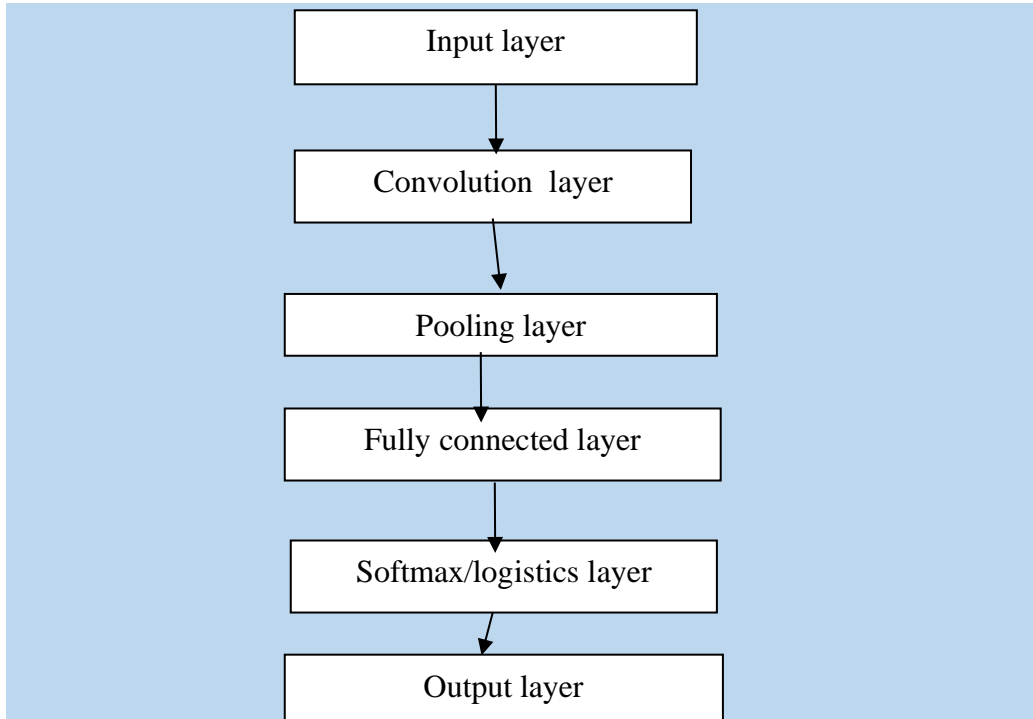 Input layer
Convolution  layer
Pooling layer
Fully connected layer
Softmax/logistics layer
Output layer